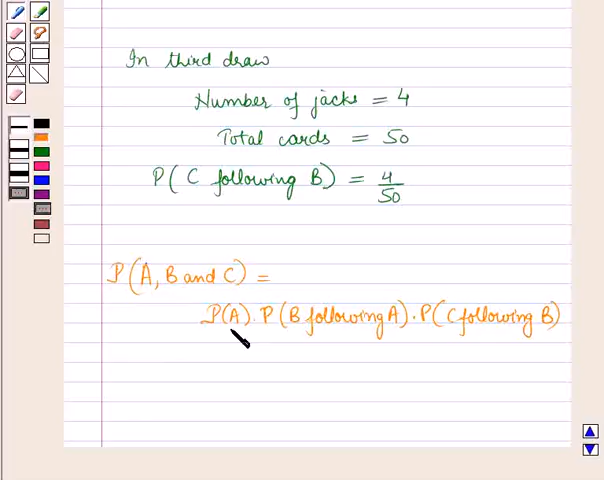 In third draw
Number of jacks = 4
Total cards = 50
P( C following B) = 4/50
P(A, B and C) =
P(A). P(B following A). P(C following B)